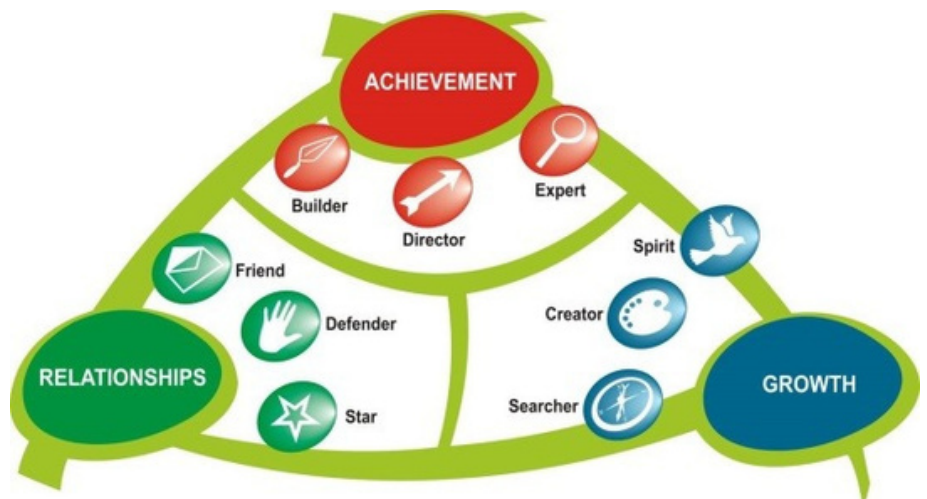 ACHIEVEMENT
Builder
Director
Expert
Spirit
Friend
Defender
Creator
RELATIONSHIPS
GROWTH
Star
Searcher